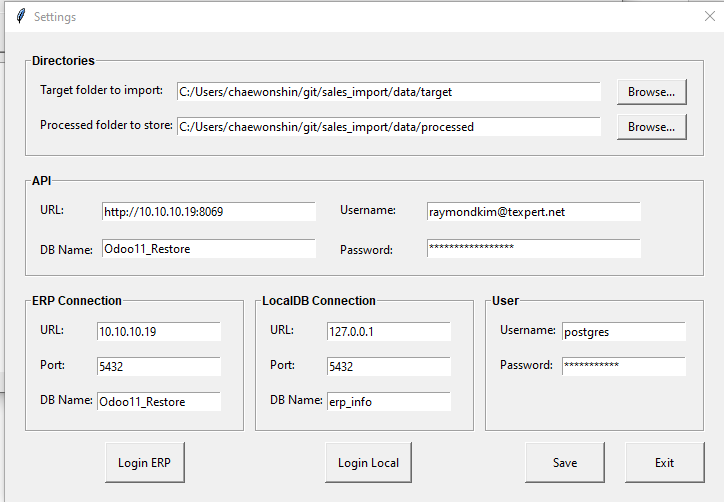 Settings
Directories
Target folder to import: C:/Users/chaewonshin/git/sales_import/data/target Browse...
Processed folder to store: C:/Users/chaewonshin/git/sales_import/data/processed Browse...
API
URL: http://10.10.10.19:8069 Username: raymondkim@texpert.net
DB Name: Odoo11_Restore Password: *****************
ERP Connection
URL: 10.10.10.19
Port: 5432
DB Name: Odoo11_Restore
LocalDB Connection
URL: 127.0.0.1
Port: 5432
DB Name: erp_info
User
Username: postgres
Password: ***********
Login ERP Login Local Save Exit